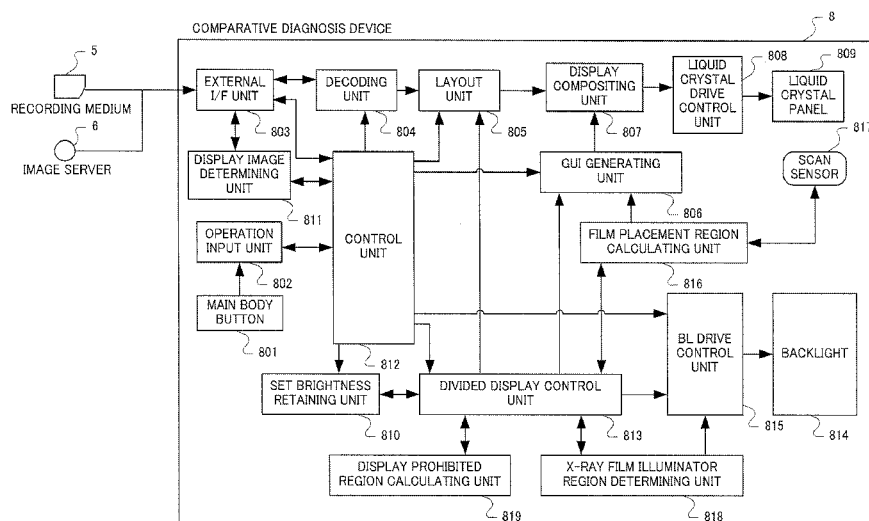 COMPARATIVE DIAGNOSIS DEVICE
8
5
RECORDING MEDIUM
6
IMAGE SERVER
EXTERNAL
I/F UNIT
803
DECODING
UNIT
804
LAYOUT
UNIT
805
DISPLAY
COMPOSITING
UNIT
807
LIQUID
CRYSTAL
DRIVE
CONTROL
UNIT
808
LIQUID
CRYSTAL
PANEL
809
SCAN
SENSOR
817
DISPLAY IMAGE
DETERMINING
UNIT
811
GUI GENERATING
UNIT
806
OPERATION
INPUT UNIT
802
CONTROL
UNIT
812
FILM PLACEMENT REGION
CALCULATING UNIT
816
MAIN BODY
BUTTON
801
BL DRIVE
CONTROL
UNIT
815
BACKLIGHT
814
SET BRIGHTNESS
RETAINING UNIT
810
DIVIDED DISPLAY CONTROL
UNIT
813
DISPLAY PROHIBITED
REGION CALCULATING UNIT
819
X-RAY FILM ILLUMINATOR
REGION DETERMINING UNIT
818